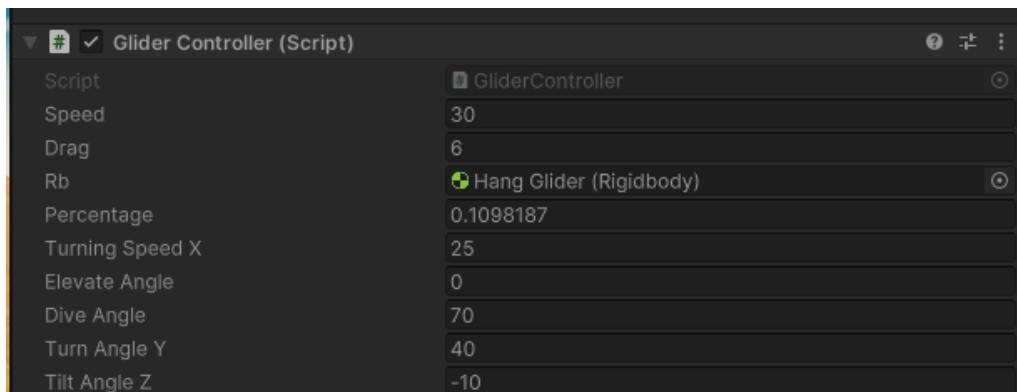 Glider Controller (Script)
Script GliderController
Speed 30
Drag 6
Rb Hang Glider (Rigidbody)
Percentage 0.1098187
Turning Speed X 25
Elevate Angle 0
Dive Angle 70
Turn Angle Y 40
Tilt Angle Z -10